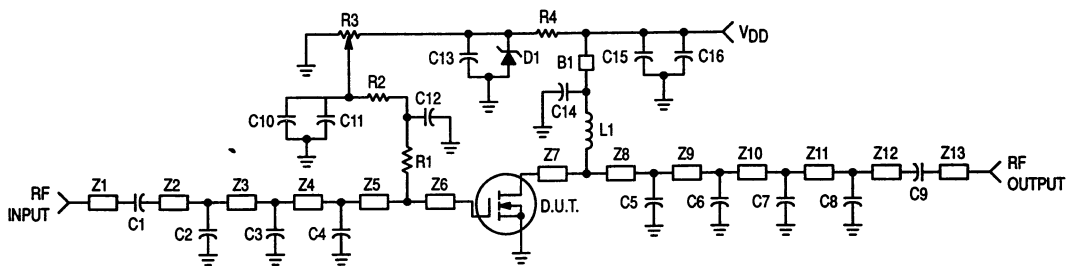 R3
R4
VDD
C13
D1
B1
C15
C16
R2
C12
C14
C10
C11
L1
R1
Z7
Z8
Z9
Z10
Z11
Z12
Z13
RF
INPUT
Z1
Z2
Z3
Z4
Z5
Z6
RF
OUTPUT
D.U.T.
C5
C6
C7
C8
C9
C1
C2
C3
C4